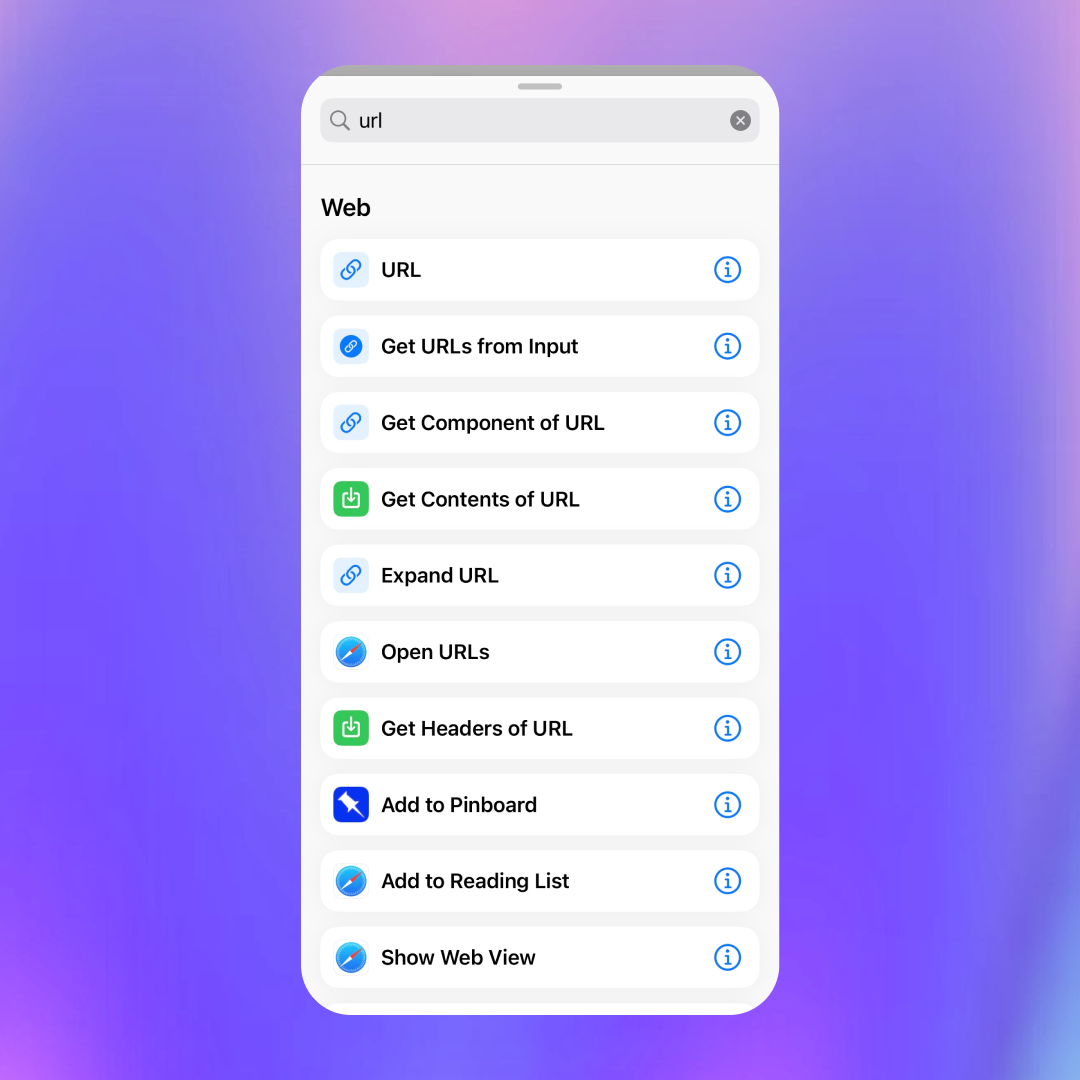 url
Web
URL
Get URLs from Input
Get Component of URL
Get Contents of URL
Expand URL
Open URLs
Get Headers of URL
Add to Pinboard
Add to Reading List
Show Web View